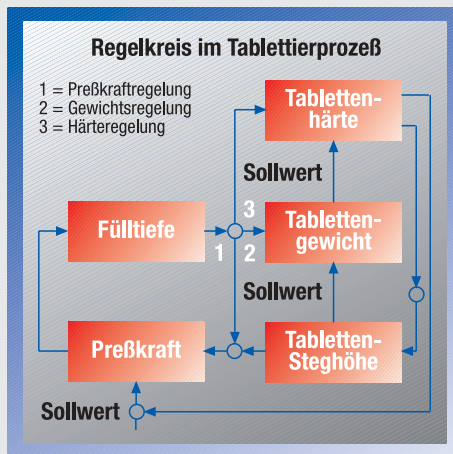 Regelkreis im Tablettierprozeß
1 = Preßkraftregelung
2 = Gewichtsregelung
3 = Härteregelung
Tabletten-
härte
Sollwert
3
Fülltiefe
Tabletten-
gewicht
1
2
Sollwert
Preßkraft
Tabletten-
Steghöhe
Sollwert